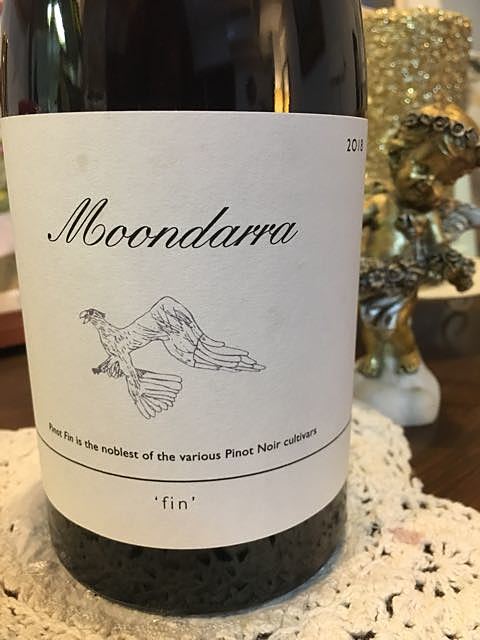 2018
Moondarra
Pinot Fin is the noblest of the various Pinot Noir cultivars
'fin'